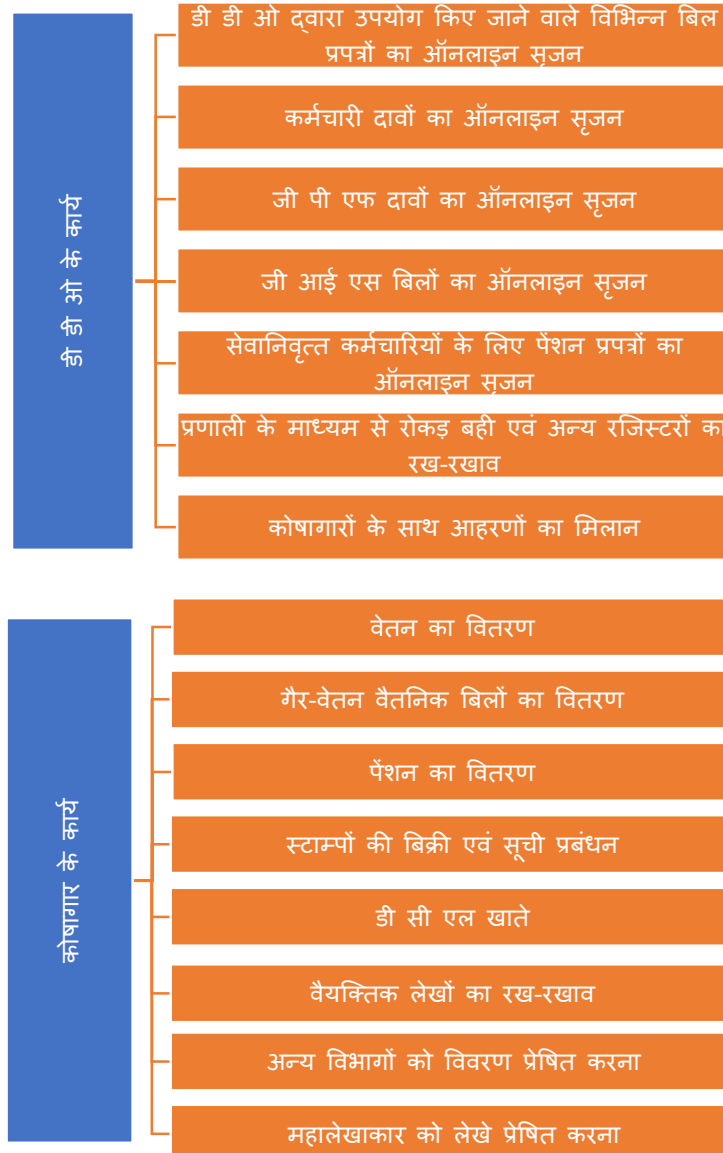 डी डी ओ के कार्य
डी डी ओ द्वारा उपयोग किए जाने वाले विभिन्न बिल
प्रपत्रों का ऑनलाइन सृजन
कर्मचारी दावों का ऑनलाइन सृजन
जी पी एफ दावों का ऑनलाइन सृजन
जी आई एस बिलों का ऑनलाइन सृजन
सेवानिवृत्त कर्मचारियों के लिए पेंशन प्रपत्रों का
ऑनलाइन सृजन
प्रणाली के माध्यम से रोकड़ बही एवं अन्य रजिस्टरों का
रख-रखाव
कोषागारों के साथ आहरणों का मिलान
कोषागार के कार्य
वेतन का वितरण
गैर-वेतन वैतनिक बिलों का वितरण
पेंशन का वितरण
स्टाम्पों की बिक्री एवं सूची प्रबंधन
डी सी एल खाते
वैयक्तिक लेखों का रख-रखाव
अन्य विभागों को विवरण प्रेषित करना
महालेखाकार को लेखे प्रेषित करना